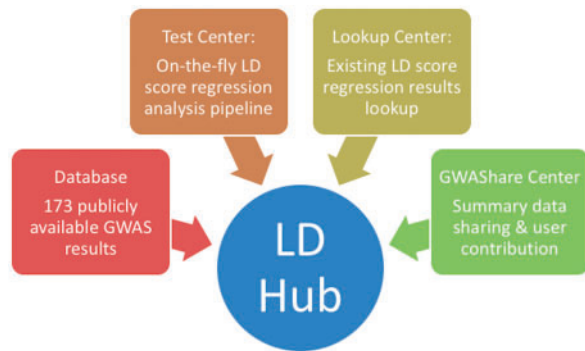 Test Center:
On-the-fly LD
score regression
analysis pipeline
Lookup Center:
Existing LD score
regression results
lookup
Database
173 publicly
available GWAS
results
GWAShare Center
Summary data
sharing & user
contribution
LD
Hub